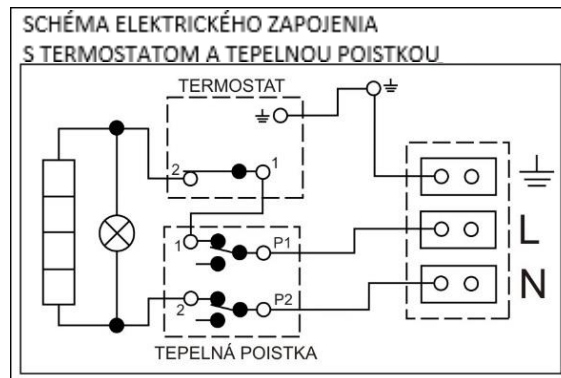 SCHÉMA ELEKTRICKÉHO ZAPOJENIA
S TERMOSTATOM A TEPELNOU POISTKOU
TERMOSTAT
2
1
1
P1
L
2
P2
N
TEPELNÁ POISTKA